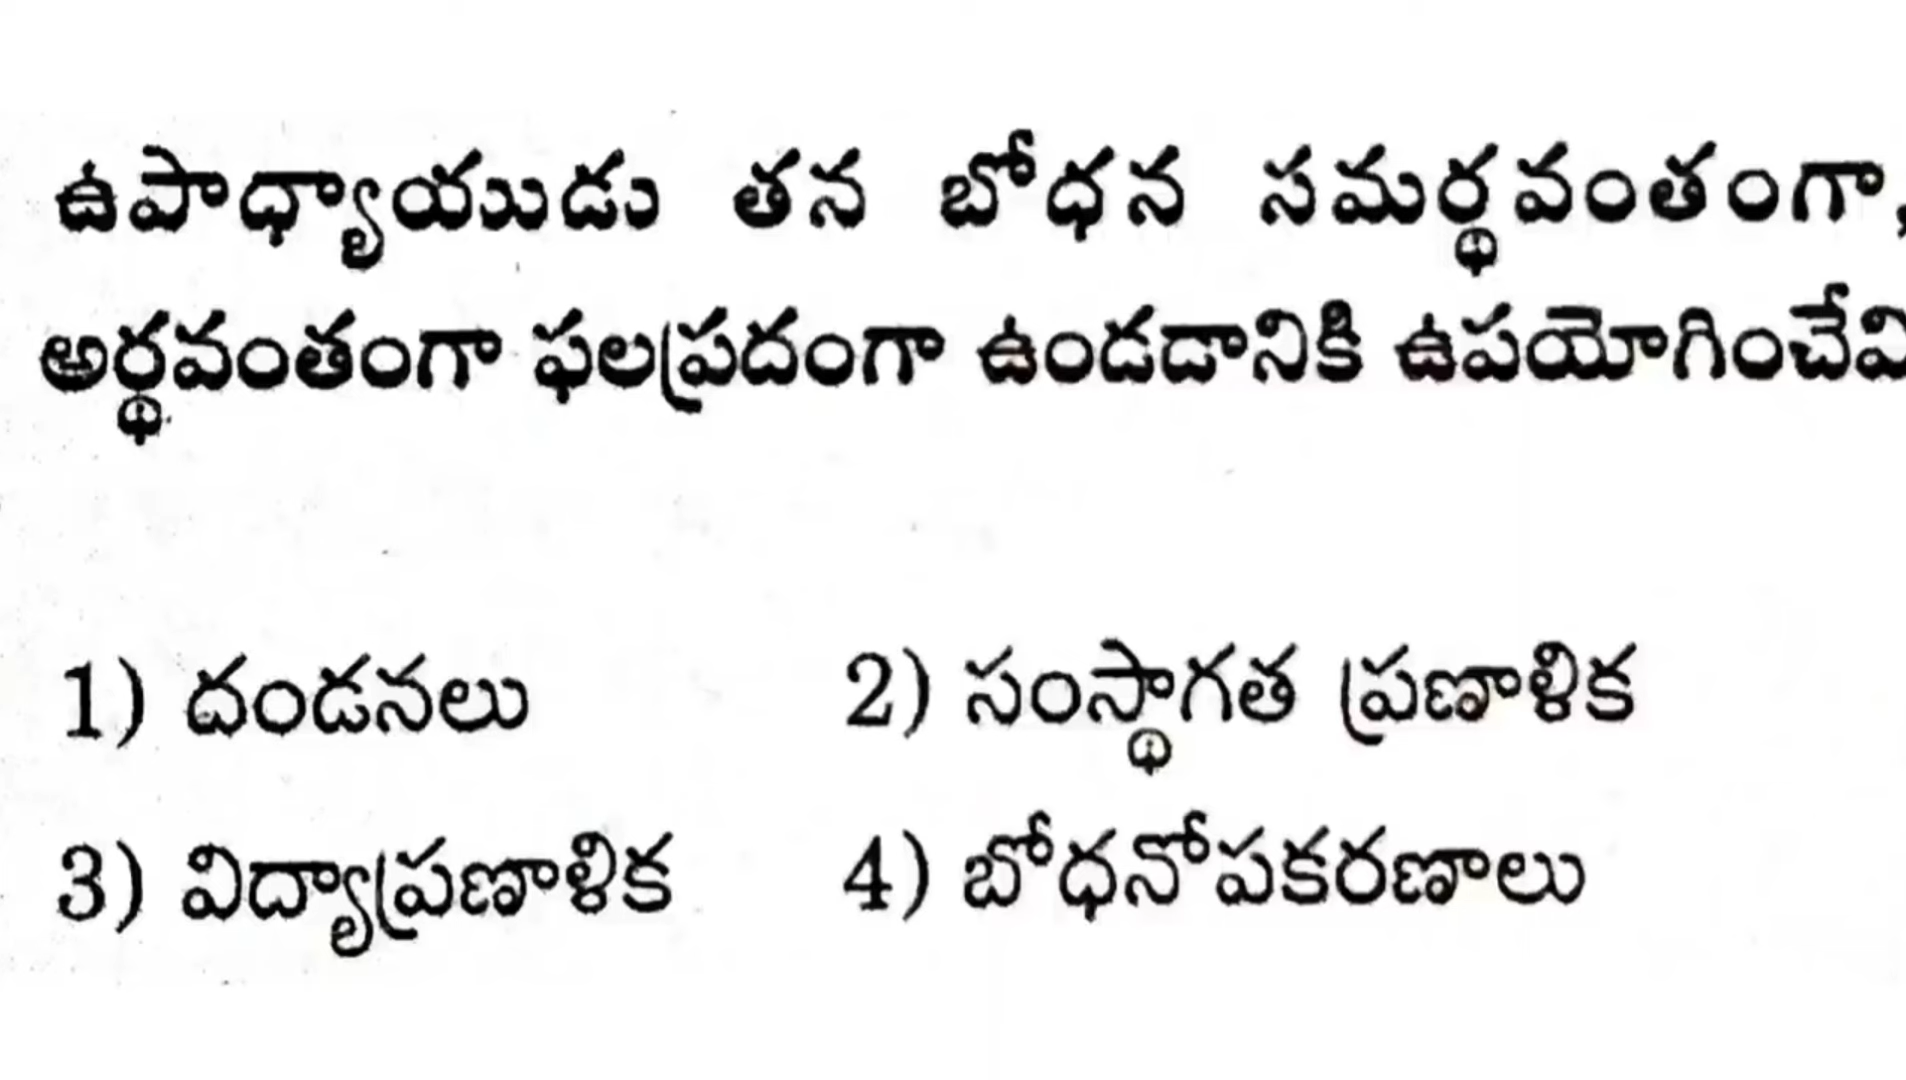 ఉపాధ్యాయుడు తన బోధన సమర్థవంతంగా,
అర్థవంతంగా ఫలప్రదంగా ఉండడానికి ఉపయోగించేవి
1) దండనలు 2) సంస్థాగత ప్రణాళిక
3) విద్యాప్రణాళిక 4) బోధనోపకరణాలు